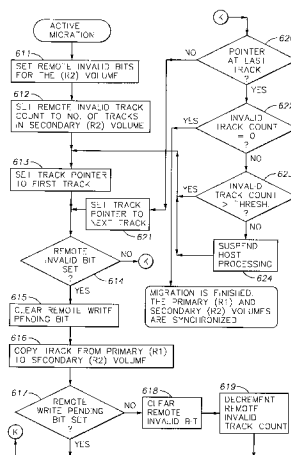 ACTIVE
MIGRATION
611
SET REMOTE INVALID BITS
FOR THE (R2) VOLUME
612
SET REMOTE INVALID TRACK
COUNT TO NO. OF TRACKS
IN SECONDARY (R2) VOLUME
613
SET TRACK POINTER
TO FIRST TRACK
SET TRACK
POINTER TO
NEXT TRACK
621
REMOTE
INVALID BIT
SET
?
614
NO
K
YES
615
CLEAR REMOTE WRITE
PENDING BIT
616
COPY TRACK FROM PRIMARY (R1)
TO SECONDARY (R2) VOLUME
617
REMOTE
WRITE PENDING
BIT SET
?
NO
YES
K
618
CLEAR
REMOTE
INVALID BIT
619
DECREMENT
REMOTE
INVALID
TRACK COUNT
K
620
POINTER
AT LAST
TRACK
?
NO
YES
INVALID
TRACK COUNT
= 0
?
YES
NO
INVALID
TRACK COUNT
> THRESH.
?
YES
NO
SUSPEND
HOST
PROCESSING
624
MIGRATION IS FINISHED,
THE PRIMARY (R1) AND
SECONDARY (R2) VOLUMES
ARE SYNCHRONIZED